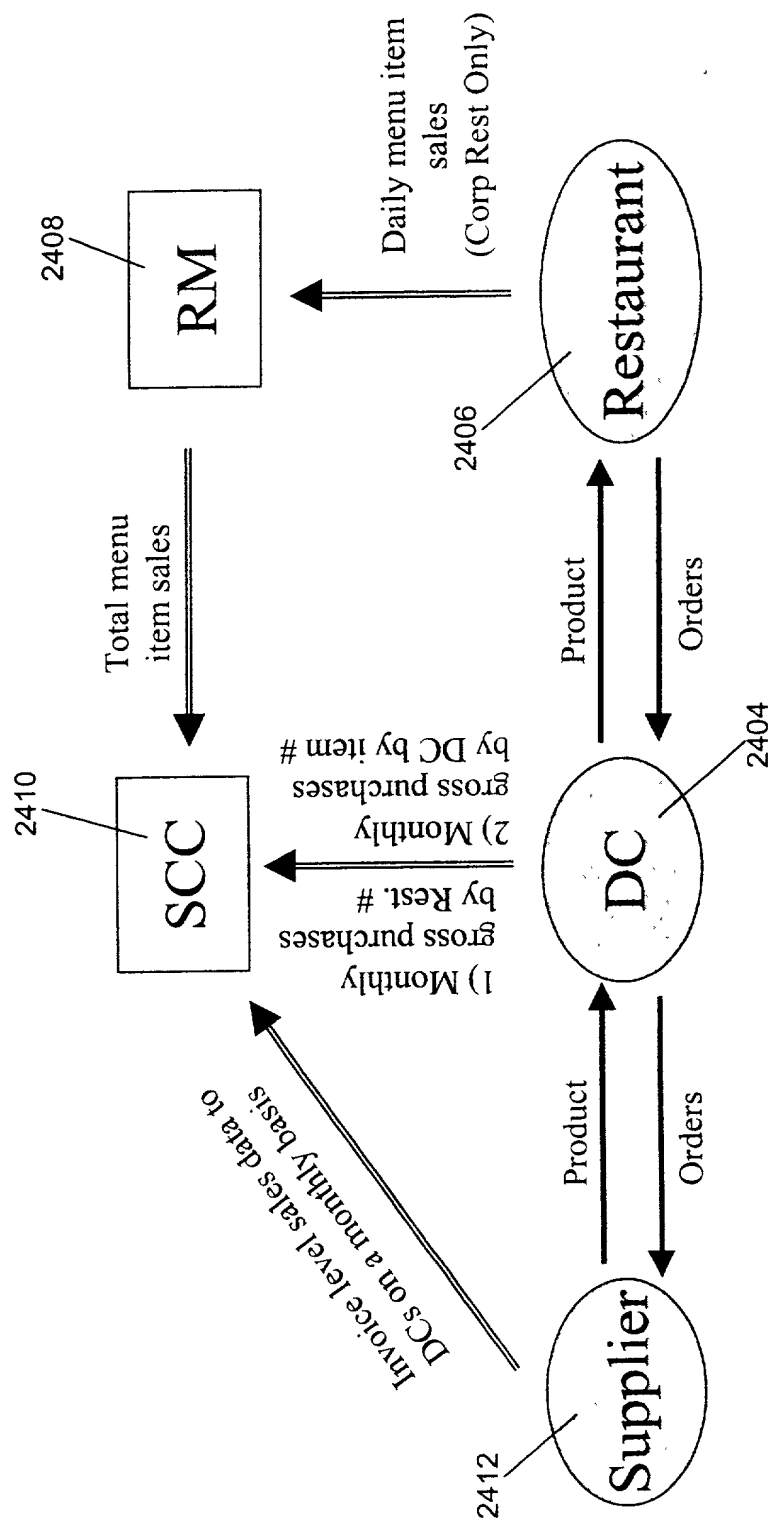 2410
SCC
Total menu
item sales
2408
RM
Invoice level sales data to
DCs on a monthly basis
1) Monthly
gross purchases
by Rest. #
2) Monthly
gross purchases
by DC by item #
Daily menu item
sales
(Corp Rest Only)
2412
Supplier
Product
Orders
DC
2404
Product
Orders
2406
Restaurant